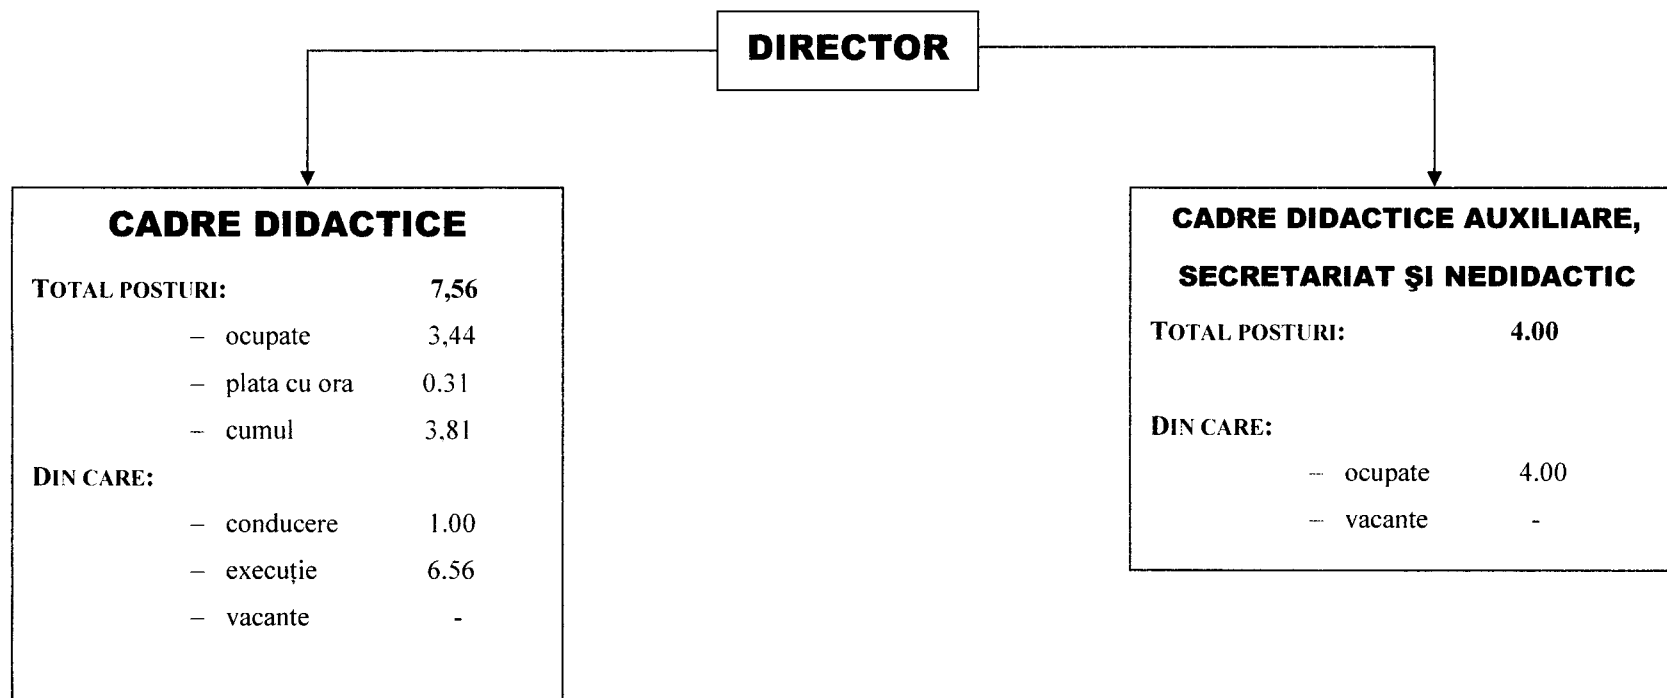 DIRECTOR
CADRE DIDACTICE
TOTAL POSTURI: 7,56
– ocupate 3,44
– plata cu ora 0.31
– cumul 3.81
DIN CARE:
– conducere 1.00
– execuție 6.56
– vacante -
CADRE DIDACTICE AUXILIARE,
SECRETARIAT ŞI NEDIDACTIC
TOTAL POSTURI: 4.00
DIN CARE:
– ocupate 4.00
– vacante -